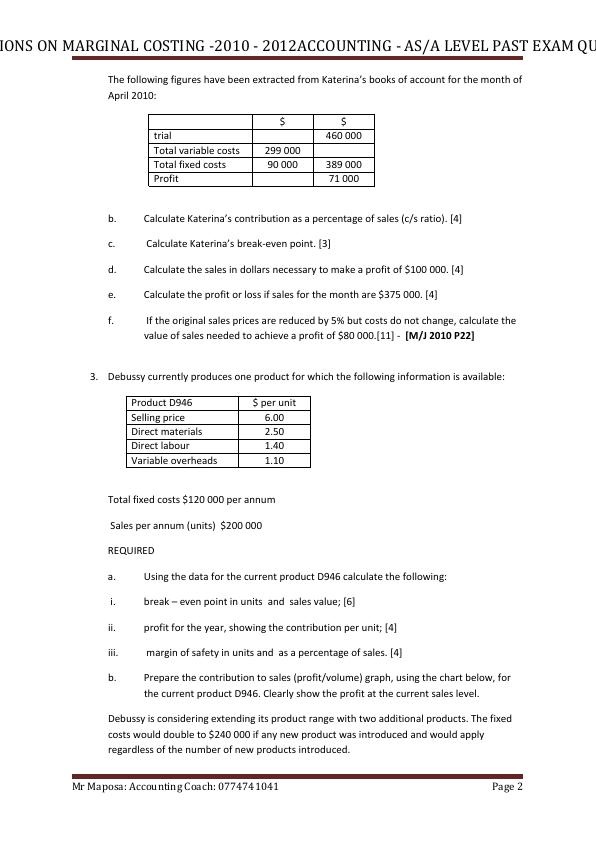 IONS ON MARGINAL COSTING -2010 - 2012ACCOUNTING - AS/A LEVEL PAST EXAM QU
The following figures have been extracted from Katerina's books of account for the month of
April 2010:
$ $
trial 460 000
Total variable costs 299 000
Total fixed costs 90 000 389 000
Profit 71 000
b. Calculate Katerina's contribution as a percentage of sales (c/s ratio). [4]
c. Calculate Katerina's break-even point. [3]
d. Calculate the sales in dollars necessary to make a profit of $100 000. [4]
e. Calculate the profit or loss if sales for the month are $375 000. [4]
f. If the original sales prices are reduced by 5% but costs do not change, calculate the
value of sales needed to achieve a profit of $80 000.[11] - [M/J 2010 P22]
3. Debussy currently produces one product for which the following information is available:
Product D946 $ per unit
Selling price 6.00
Direct materials 2.50
Direct labour 1.40
Variable overheads 1.10
Total fixed costs $120 000 per annum
Sales per annum (units) $200 000
REQUIRED
a. Using the data for the current product D946 calculate the following:
i. break – even point in units and sales value; [6]
ii. profit for the year, showing the contribution per unit; [4]
iii. margin of safety in units and as a percentage of sales. [4]
b. Prepare the contribution to sales (profit/volume) graph, using the chart below, for
the current product D946. Clearly show the profit at the current sales level.
Debussy is considering extending its product range with two additional products. The fixed
costs would double to $240 000 if any new product was introduced and would apply
regardless of the number of new products introduced.
Mr Maposa: Accounting Coach: 0774741041 Page 2